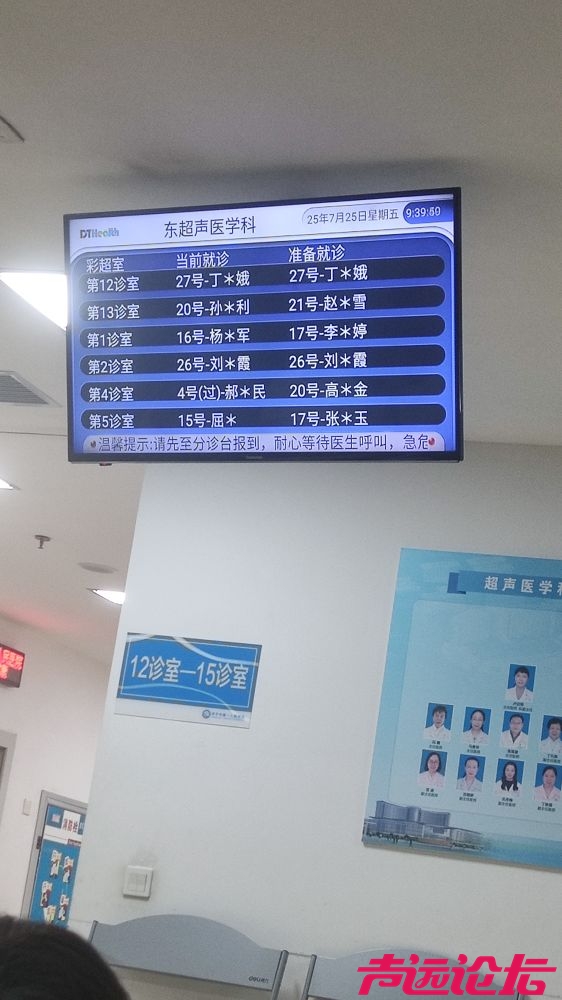 DTHealth
东超声医学科
25年7月25日星期五
9:39:50
彩超室 当前就诊 准备就诊
第12诊室 27号-丁*娥 27号-丁*娥
第13诊室 20号-孙*利 21号-赵*雪
第1诊室 16号-杨*军 17号-李*婷
第2诊室 26号-刘*霞 26号-刘*霞
第4诊室 4号(过)-郝*民 20号-高*金
第5诊室 15号-屈* 17号-张*玉
温馨提示:请先至分诊台报到，耐心等待医生呼叫，急危
超声医学科
12诊室—15诊室
消防栓
deli
声远论坛